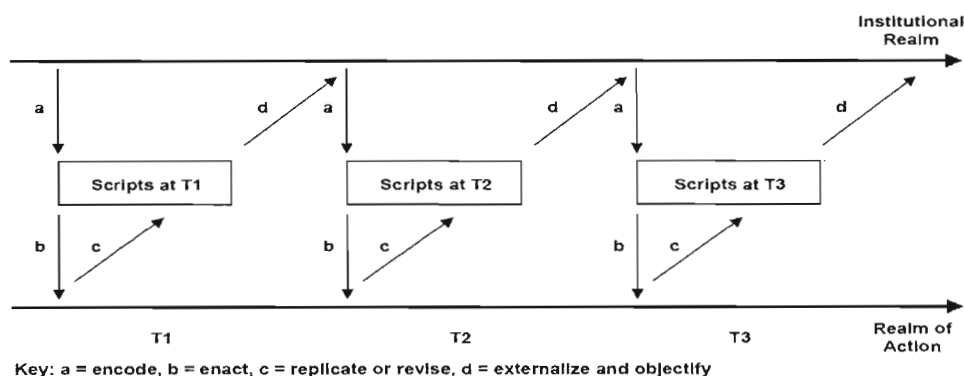 Institutional
Realm
a d a d a d
Scripts at T1 Scripts at T2 Scripts at T3
b c b c b c
T1 T2 T3 Realm of
Action
Key: a = encode, b = enact, c = replicate or revise, d = externalize and objectify